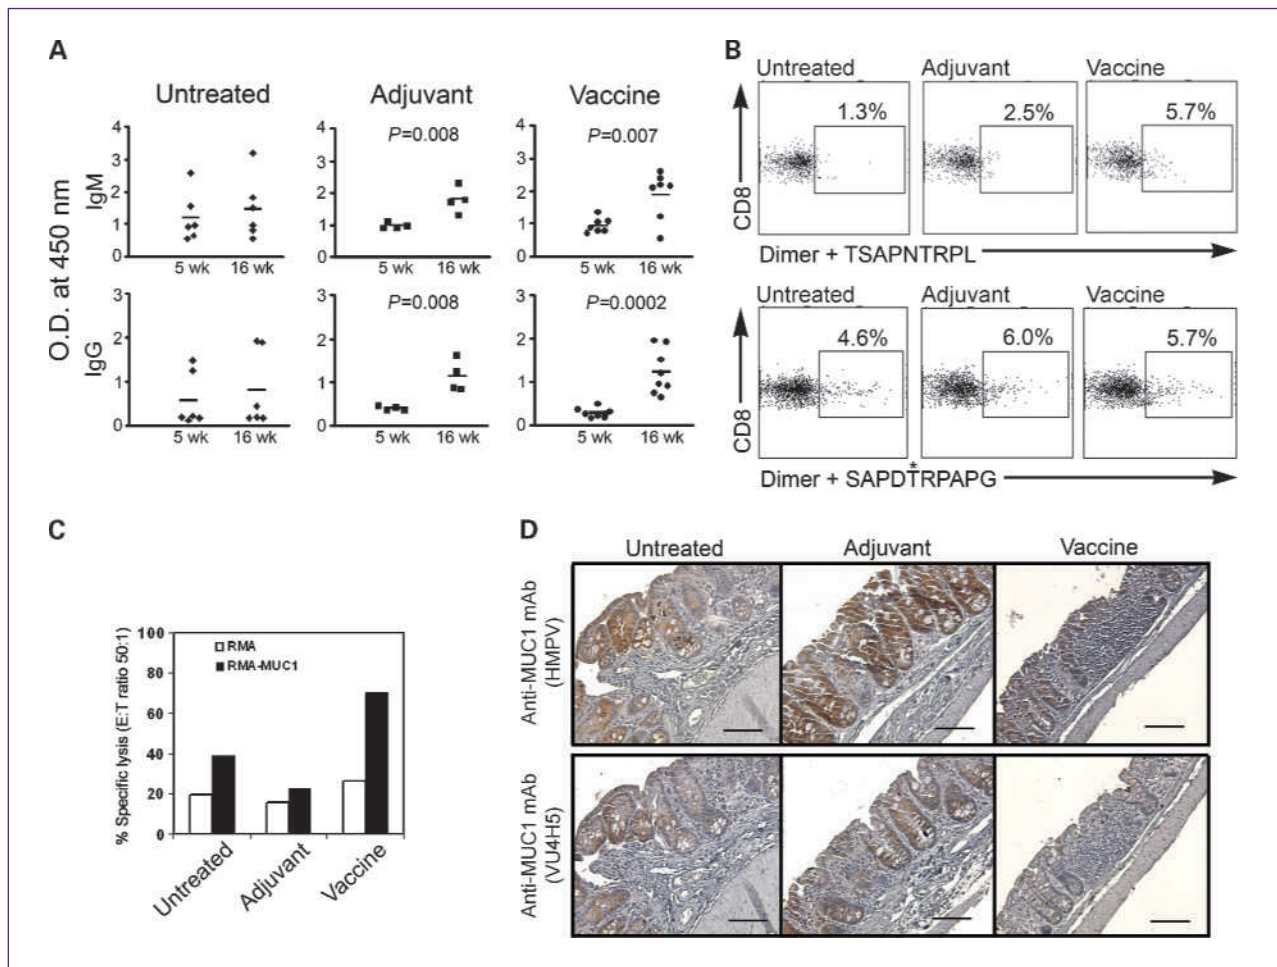 A
Untreated
Adjuvant
Vaccine
O.D. at 450 nm
IgM
4
3
2
1
0
5 wk
16 wk
P=0.008
4
3
2
1
0
5 wk
16 wk
P=0.007
4
3
2
1
0
5 wk
16 wk
IgG
3
2
1
0
5 wk
16 wk
P=0.008
3
2
1
0
5 wk
16 wk
P=0.0002
3
2
1
0
5 wk
16 wk
B
Untreated
Adjuvant
Vaccine
1.3%
2.5%
5.7%
CD8
Dimer + TSAPNTRPL
Untreated
Adjuvant
Vaccine
4.6%
6.0%
5.7%
CD8
*
Dimer + SAPDTRPAPG
C
% Specific lysis (E:T ratio 50:1)
100
80
60
40
20
0
RMA
RMA-MUC1
Untreated
Adjuvant
Vaccine
D
Untreated
Adjuvant
Vaccine
Anti-MUC1 mAb
(HMPV)
Anti-MUC1 mAb
(VU4H5)